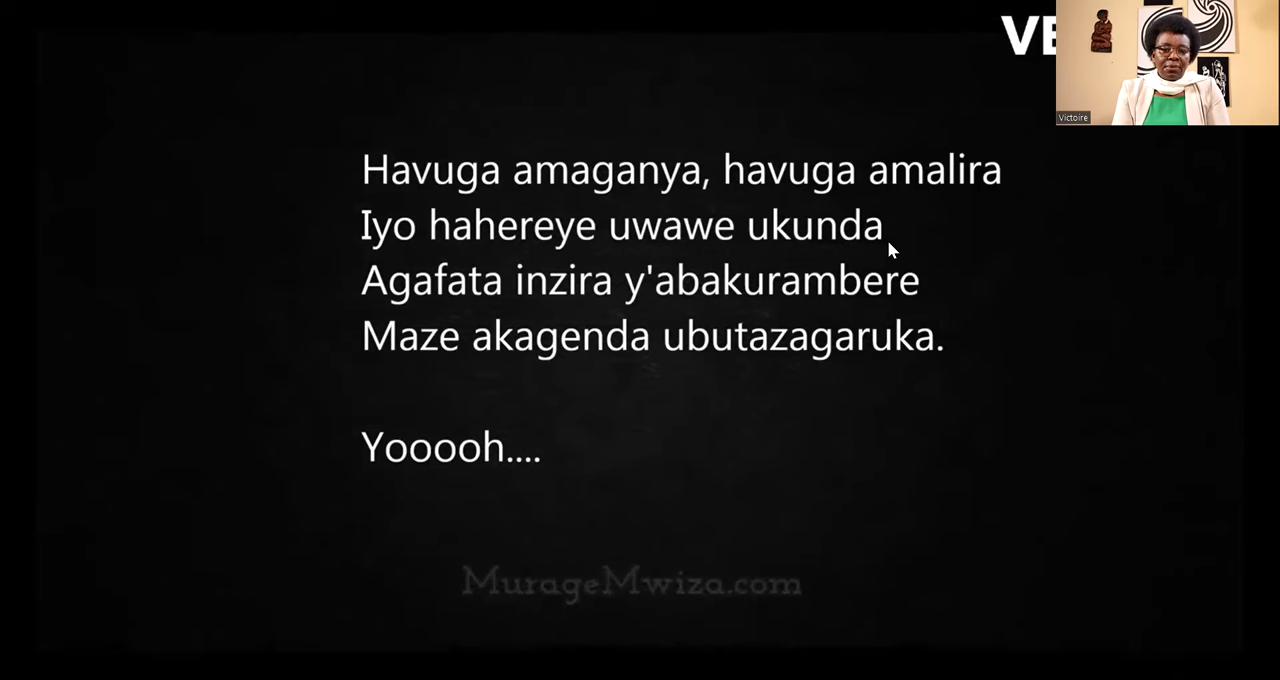 VE
Victoire
Havuga amaganya, havuga amalira
Iyo hahereye uwawe ukunda
Agafata inzira y'abakurambere
Maze akagenda ubutazagaruka.
Yooooh....
MurageMwiza.com